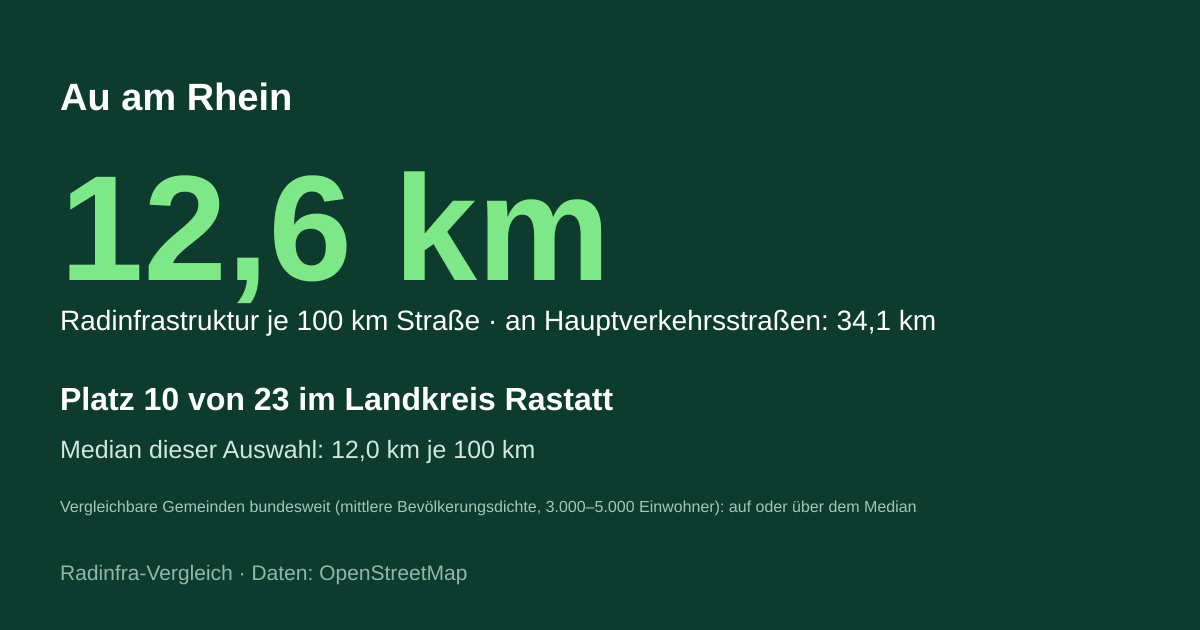 Au am Rhein
12,6 km
Radinfrastruktur je 100 km Straße · an Hauptverkehrsstraßen: 34,1 km
Platz 10 von 23 im Landkreis Rastatt
Median dieser Auswahl: 12,0 km je 100 km
Vergleichbare Gemeinden bundesweit (mittlere Bevölkerungsdichte, 3.000–5.000 Einwohner): auf oder über dem Median
Radinfra-Vergleich · Daten: OpenStreetMap